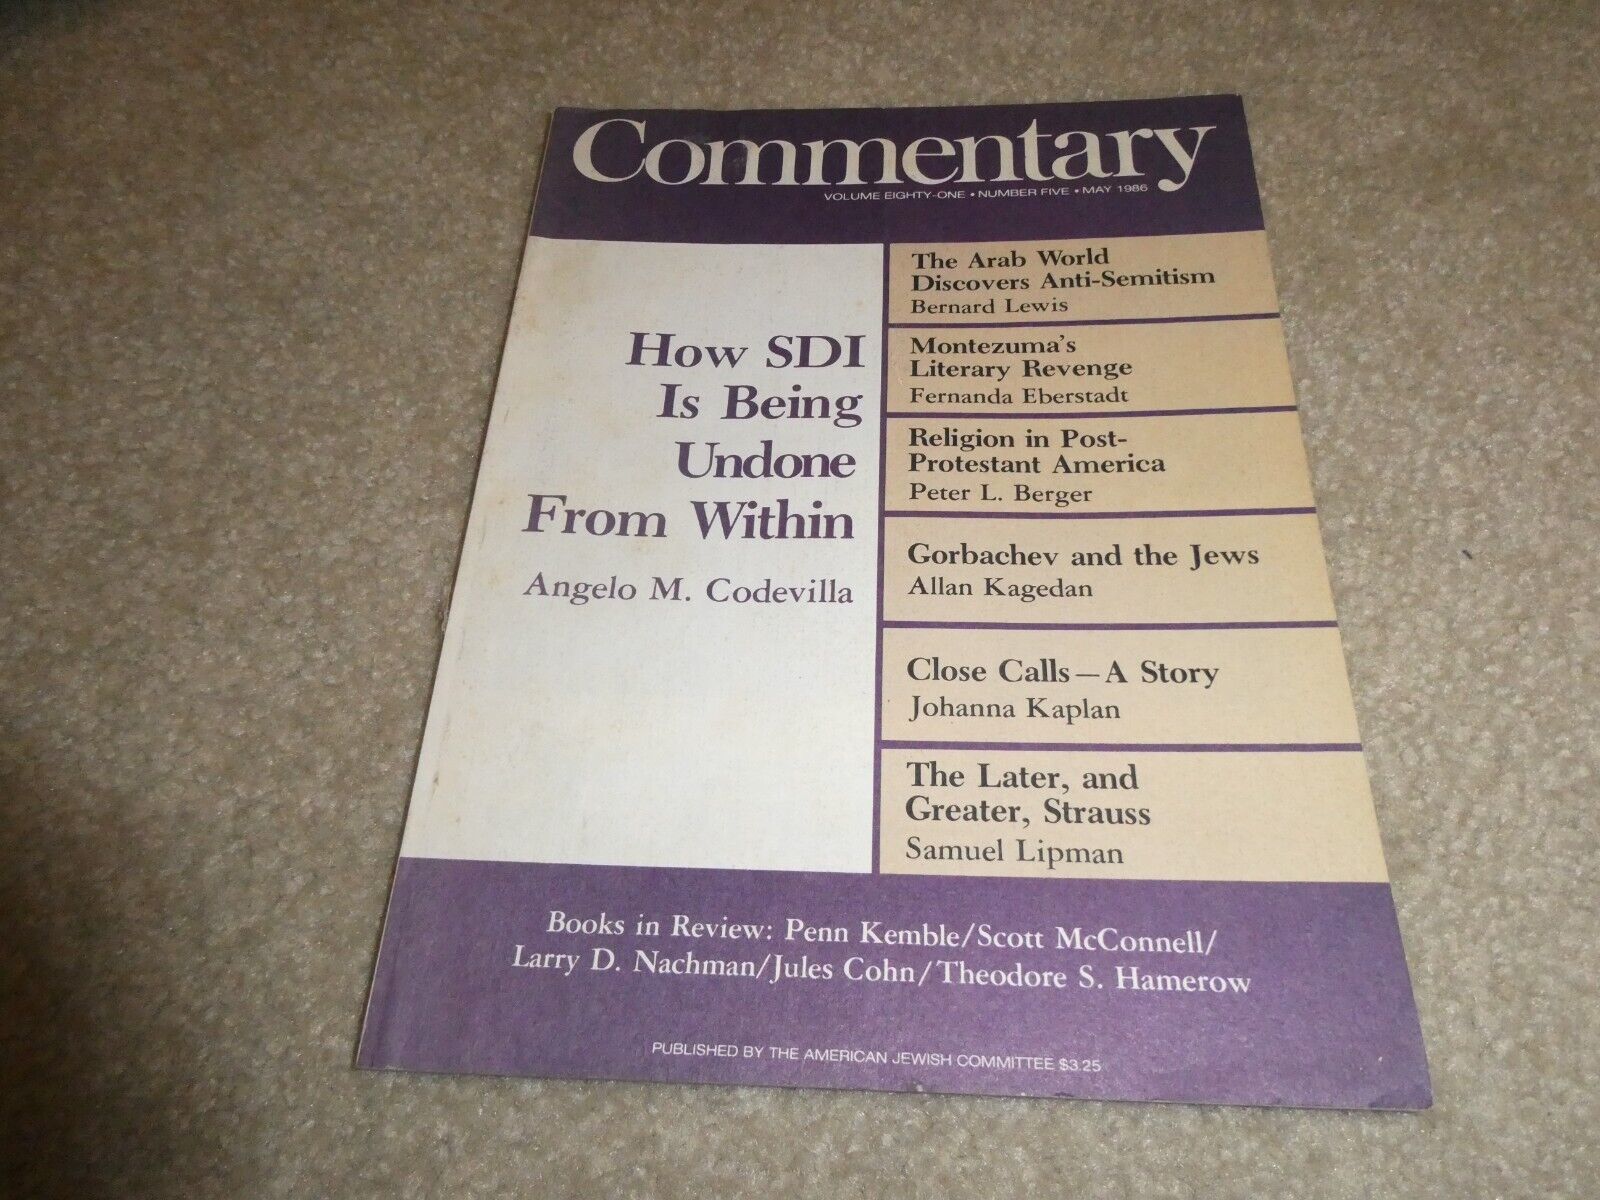 Commentary
VOLUME EIGHTY-ONE • NUMBER FIVE • MAY 1986
How SDI
Is Being
Undone
From Within
Angelo M. Codevilla
The Arab World
Discovers Anti-Semitism
Bernard Lewis
Montezuma's
Literary Revenge
Fernanda Eberstadt
Religion in Post-
Protestant America
Peter L. Berger
Gorbachev and the Jews
Allan Kagedan
Close Calls—A Story
Johanna Kaplan
The Later, and
Greater, Strauss
Samuel Lipman
Books in Review: Penn Kemble/Scott McConnell/
Larry D. Nachman/Jules Cohn/Theodore S. Hamerow
PUBLISHED BY THE AMERICAN JEWISH COMMITTEE $3.25